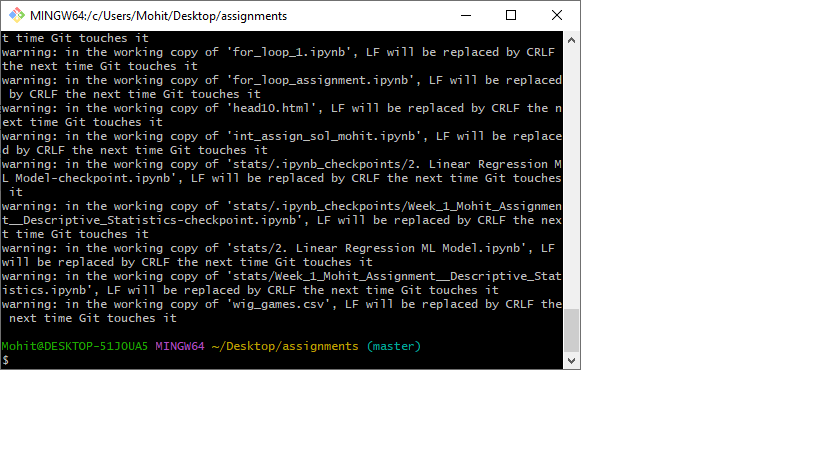 MINGW64:/c/Users/Mohit/Desktop/assignments
t time Git touches it
warning: in the working copy of 'for_loop_1.ipynb', LF will be replaced by CRLF
the next time Git touches it
warning: in the working copy of 'for_loop_assignment.ipynb', LF will be replaced
by CRLF the next time Git touches it
warning: in the working copy of 'head10.html', LF will be replaced by CRLF the n
ext time Git touches it
warning: in the working copy of 'int_assign_sol_mohit.ipynb', LF will be replace
d by CRLF the next time Git touches it
warning: in the working copy of 'stats/.ipynb_checkpoints/2. Linear Regression M
L Model-checkpoint.ipynb', LF will be replaced by CRLF the next time Git touches
it
warning: in the working copy of 'stats/.ipynb_checkpoints/Week_1_Mohit_Assignmen
t__Descriptive_Statistics-checkpoint.ipynb', LF will be replaced by CRLF the nex
t time Git touches it
warning: in the working copy of 'stats/2. Linear Regression ML Model.ipynb', LF
will be replaced by CRLF the next time Git touches it
warning: in the working copy of 'stats/Week_1_Mohit_Assignment__Descriptive_Stat
istics.ipynb', LF will be replaced by CRLF the next time Git touches it
warning: in the working copy of 'wig_games.csv', LF will be replaced by CRLF the
next time Git touches it
Mohit@DESKTOP-51JOUA5 MINGW64 ~/Desktop/assignments (master)
$